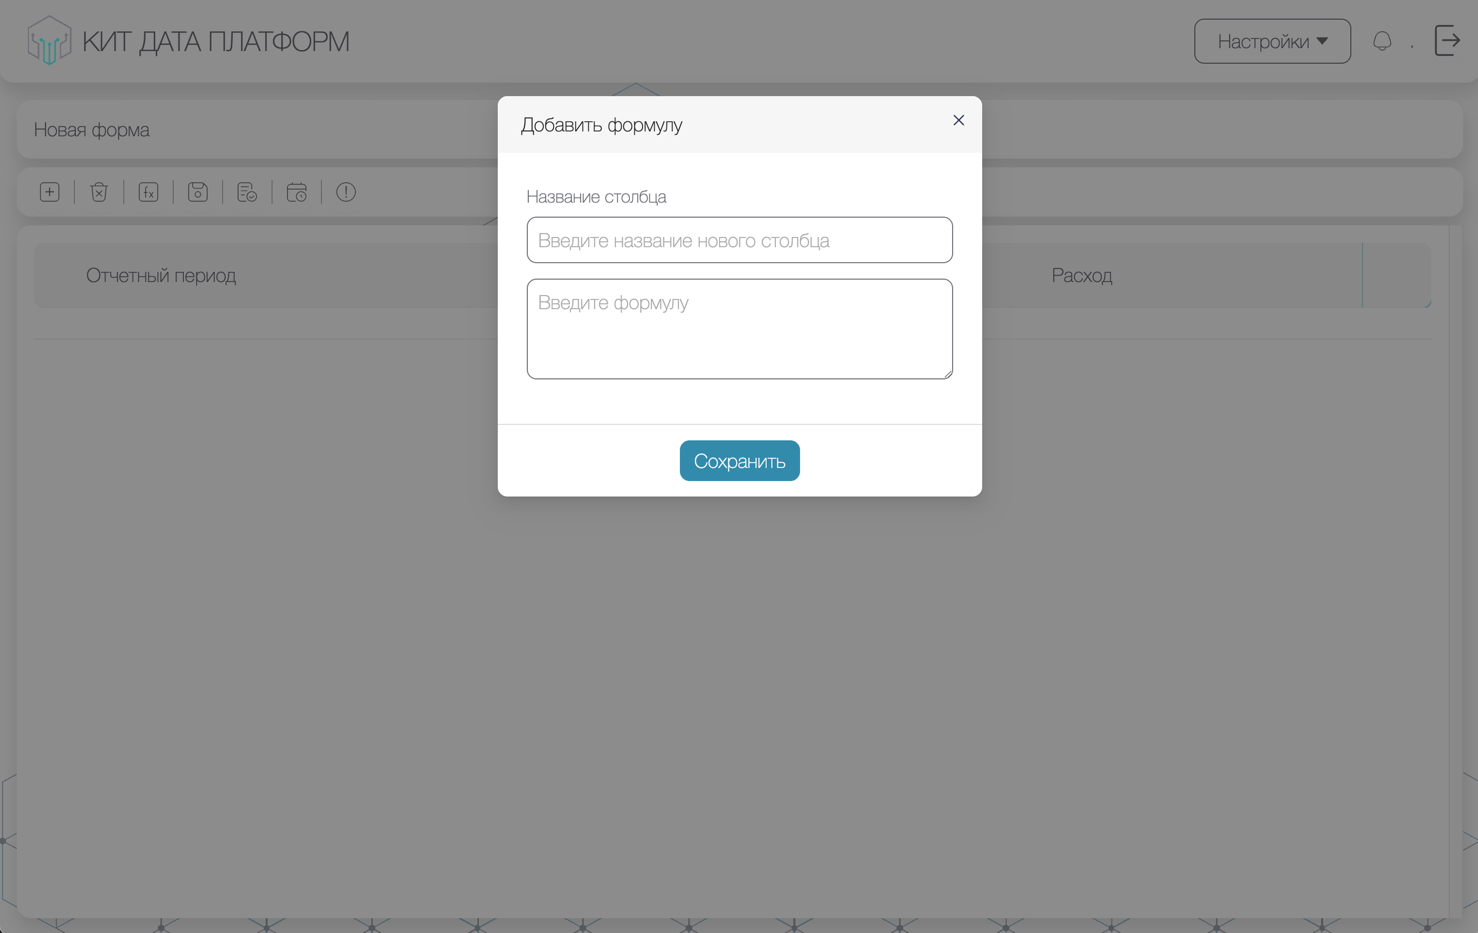 КИТ ДАТА ПЛАТФОРМ
Настройки
.
Новая форма
Добавить формулу
fx
Название столбца
Введите название нового столбца
Введите формулу
Отчетный период
Расход
Сохранить